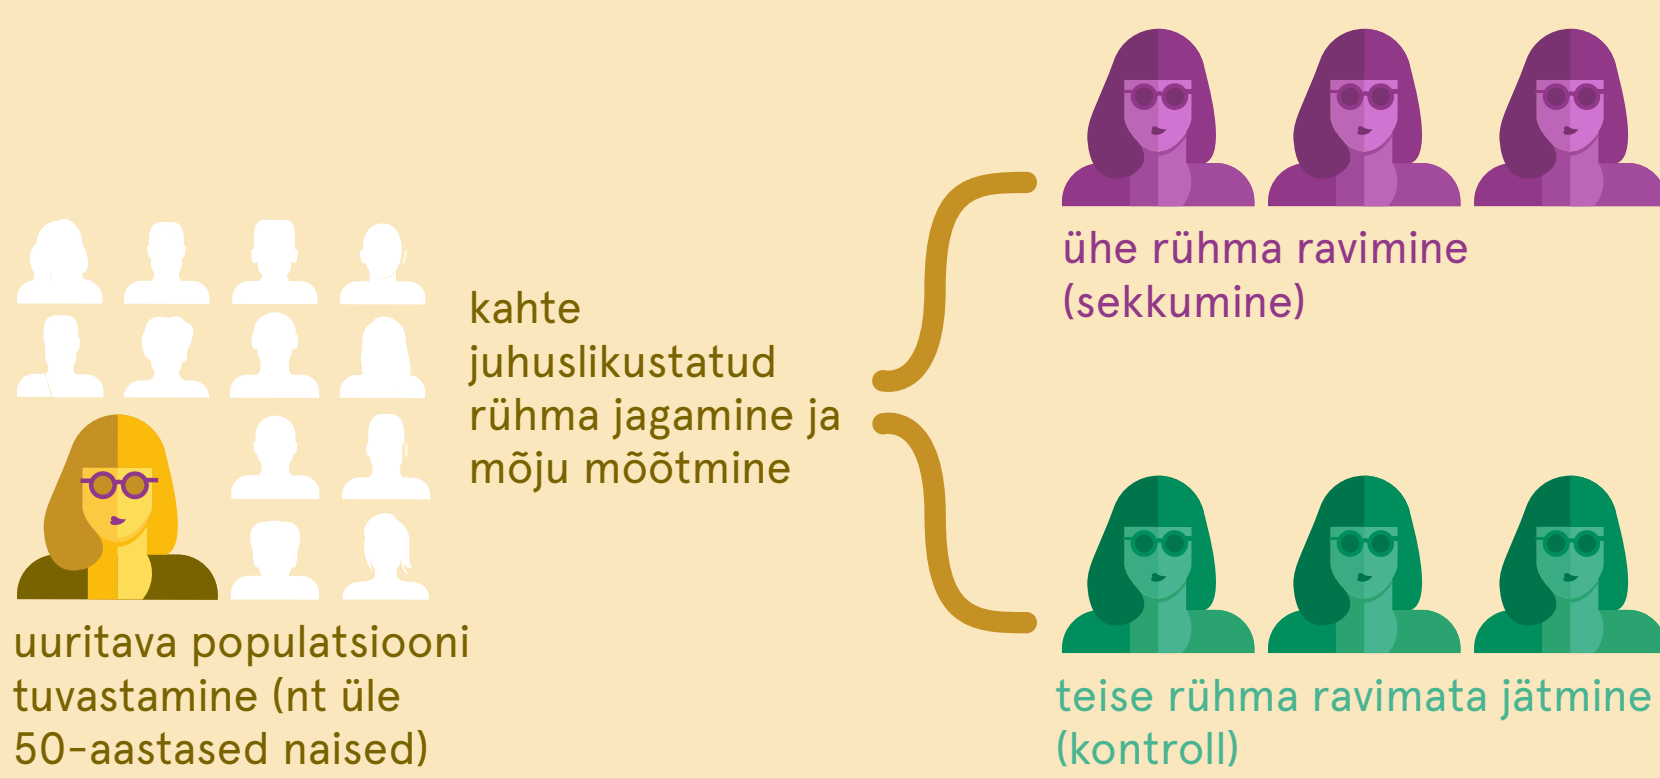 uuritava populatsiooni
tuvastamine (nt üle
50-aastased naised)
kahte
juhuslikustatud
rühma jagamine ja
mõju mõõtmine
ühe rühma ravimine
(sekkumine)
teise rühma ravimata jätmine
(kontroll)